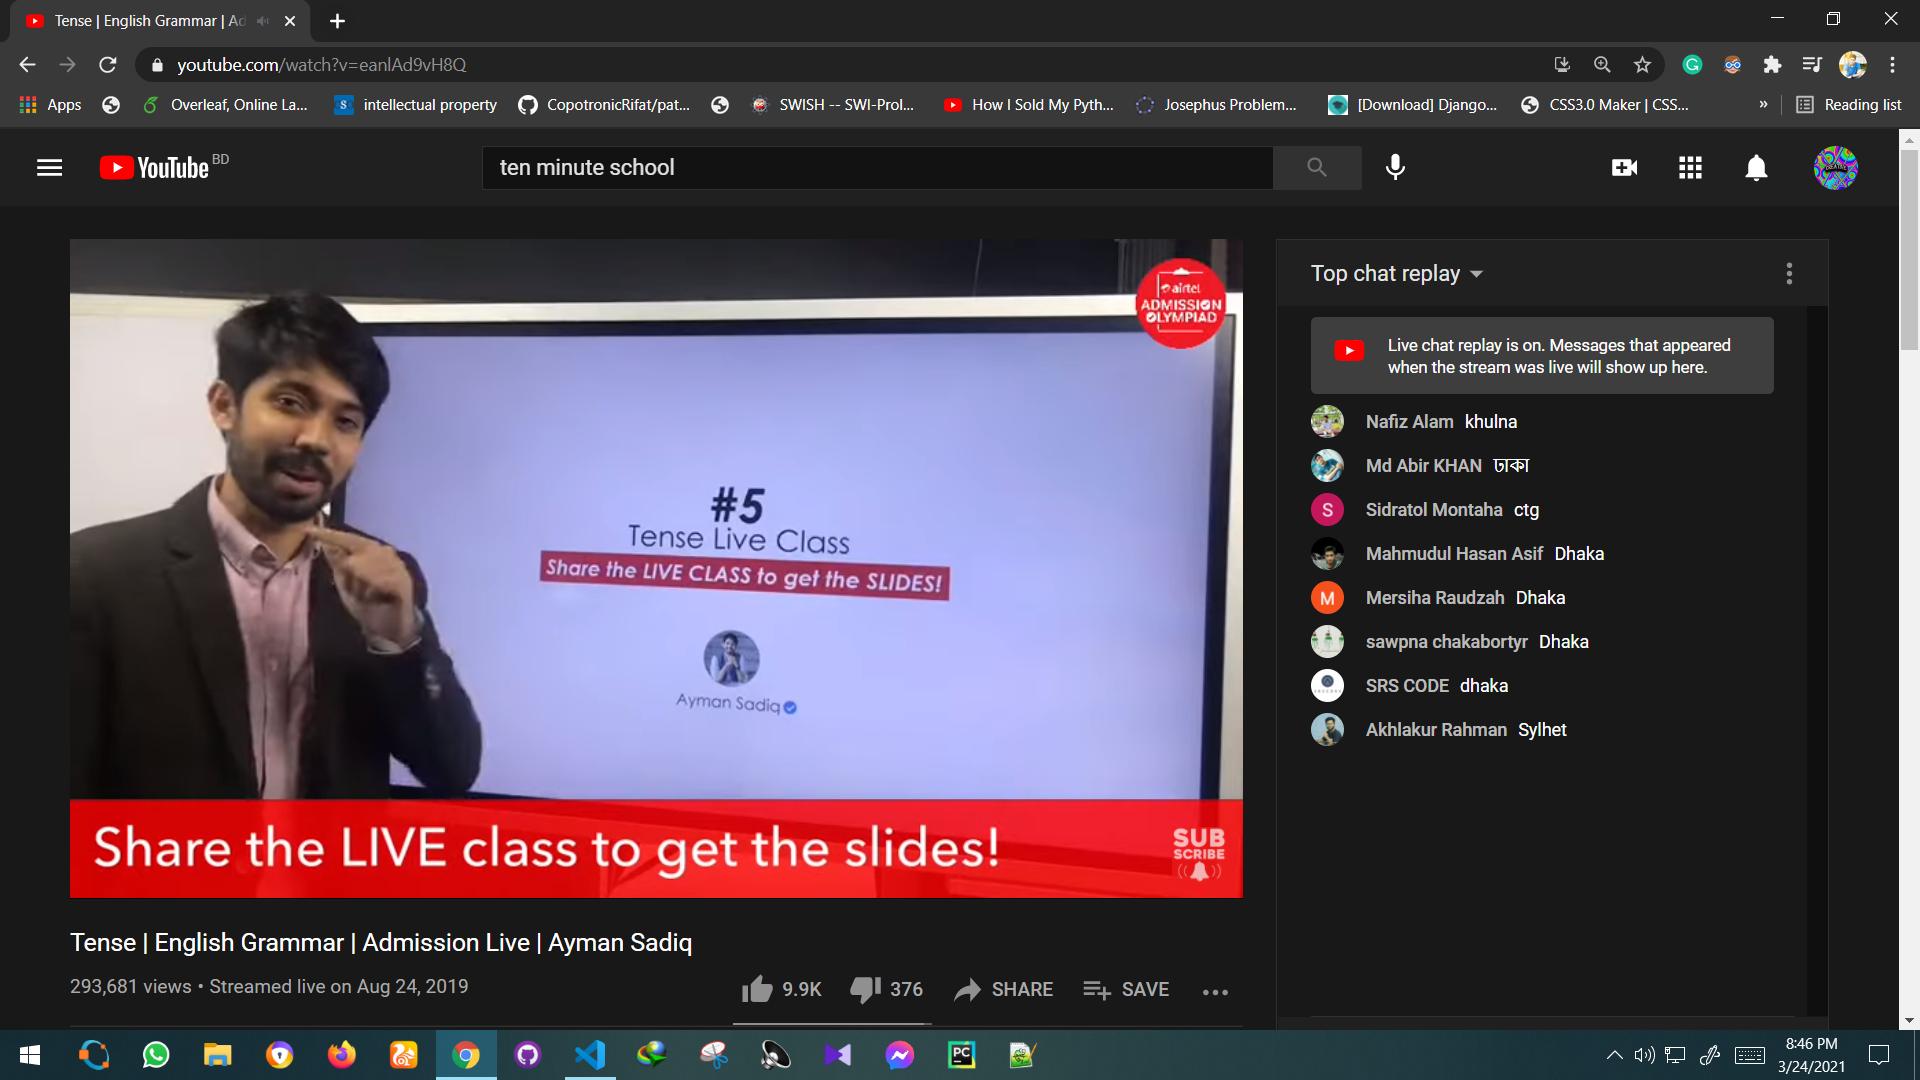 Tense | English Grammar | Ad
youtube.com/watch?v=eanlAd9vH8Q
Apps
Overleaf, Online La...
intellectual property
CopotronicRifat/pat...
SWISH -- SWI-Prol...
How I Sold My Pyth...
Josephus Problem...
[Download] Django...
CSS3.0 Maker | CSS...
»
Reading list
YouTube BD
ten minute school
airtel
ADMISSION
OLYMPIAD
#5
Tense Live Class
Share the LIVE CLASS to get the SLIDES!
Ayman Sadiq
Share the LIVE class to get the slides!
SUB
SCRIBE
Top chat replay
Live chat replay is on. Messages that appeared
when the stream was live will show up here.
Nafiz Alam khulna
Md Abir KHAN ঢাকা
S Sidratol Montaha ctg
Mahmudul Hasan Asif Dhaka
M Mersiha Raudzah Dhaka
sawpna chakabortyr Dhaka
SRS CODE dhaka
Akhlakur Rahman Sylhet
Tense | English Grammar | Admission Live | Ayman Sadiq
293,681 views • Streamed live on Aug 24, 2019
9.9K 376 SHARE SAVE
PC
8:46 PM
3/24/2021